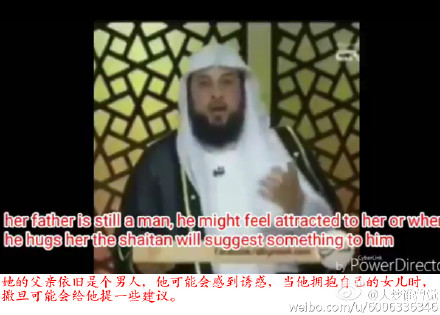 her father is still a man, he might feel attracted to her or when
he hugs her the shaitan will suggest something to him
CyberLink
by PowerDirector
她的父亲依旧是个男人，他可能会感到诱惑，当他拥抱自己的女儿时，
撒旦可能会给他提一些建议。
weibo.com/u/6006336346